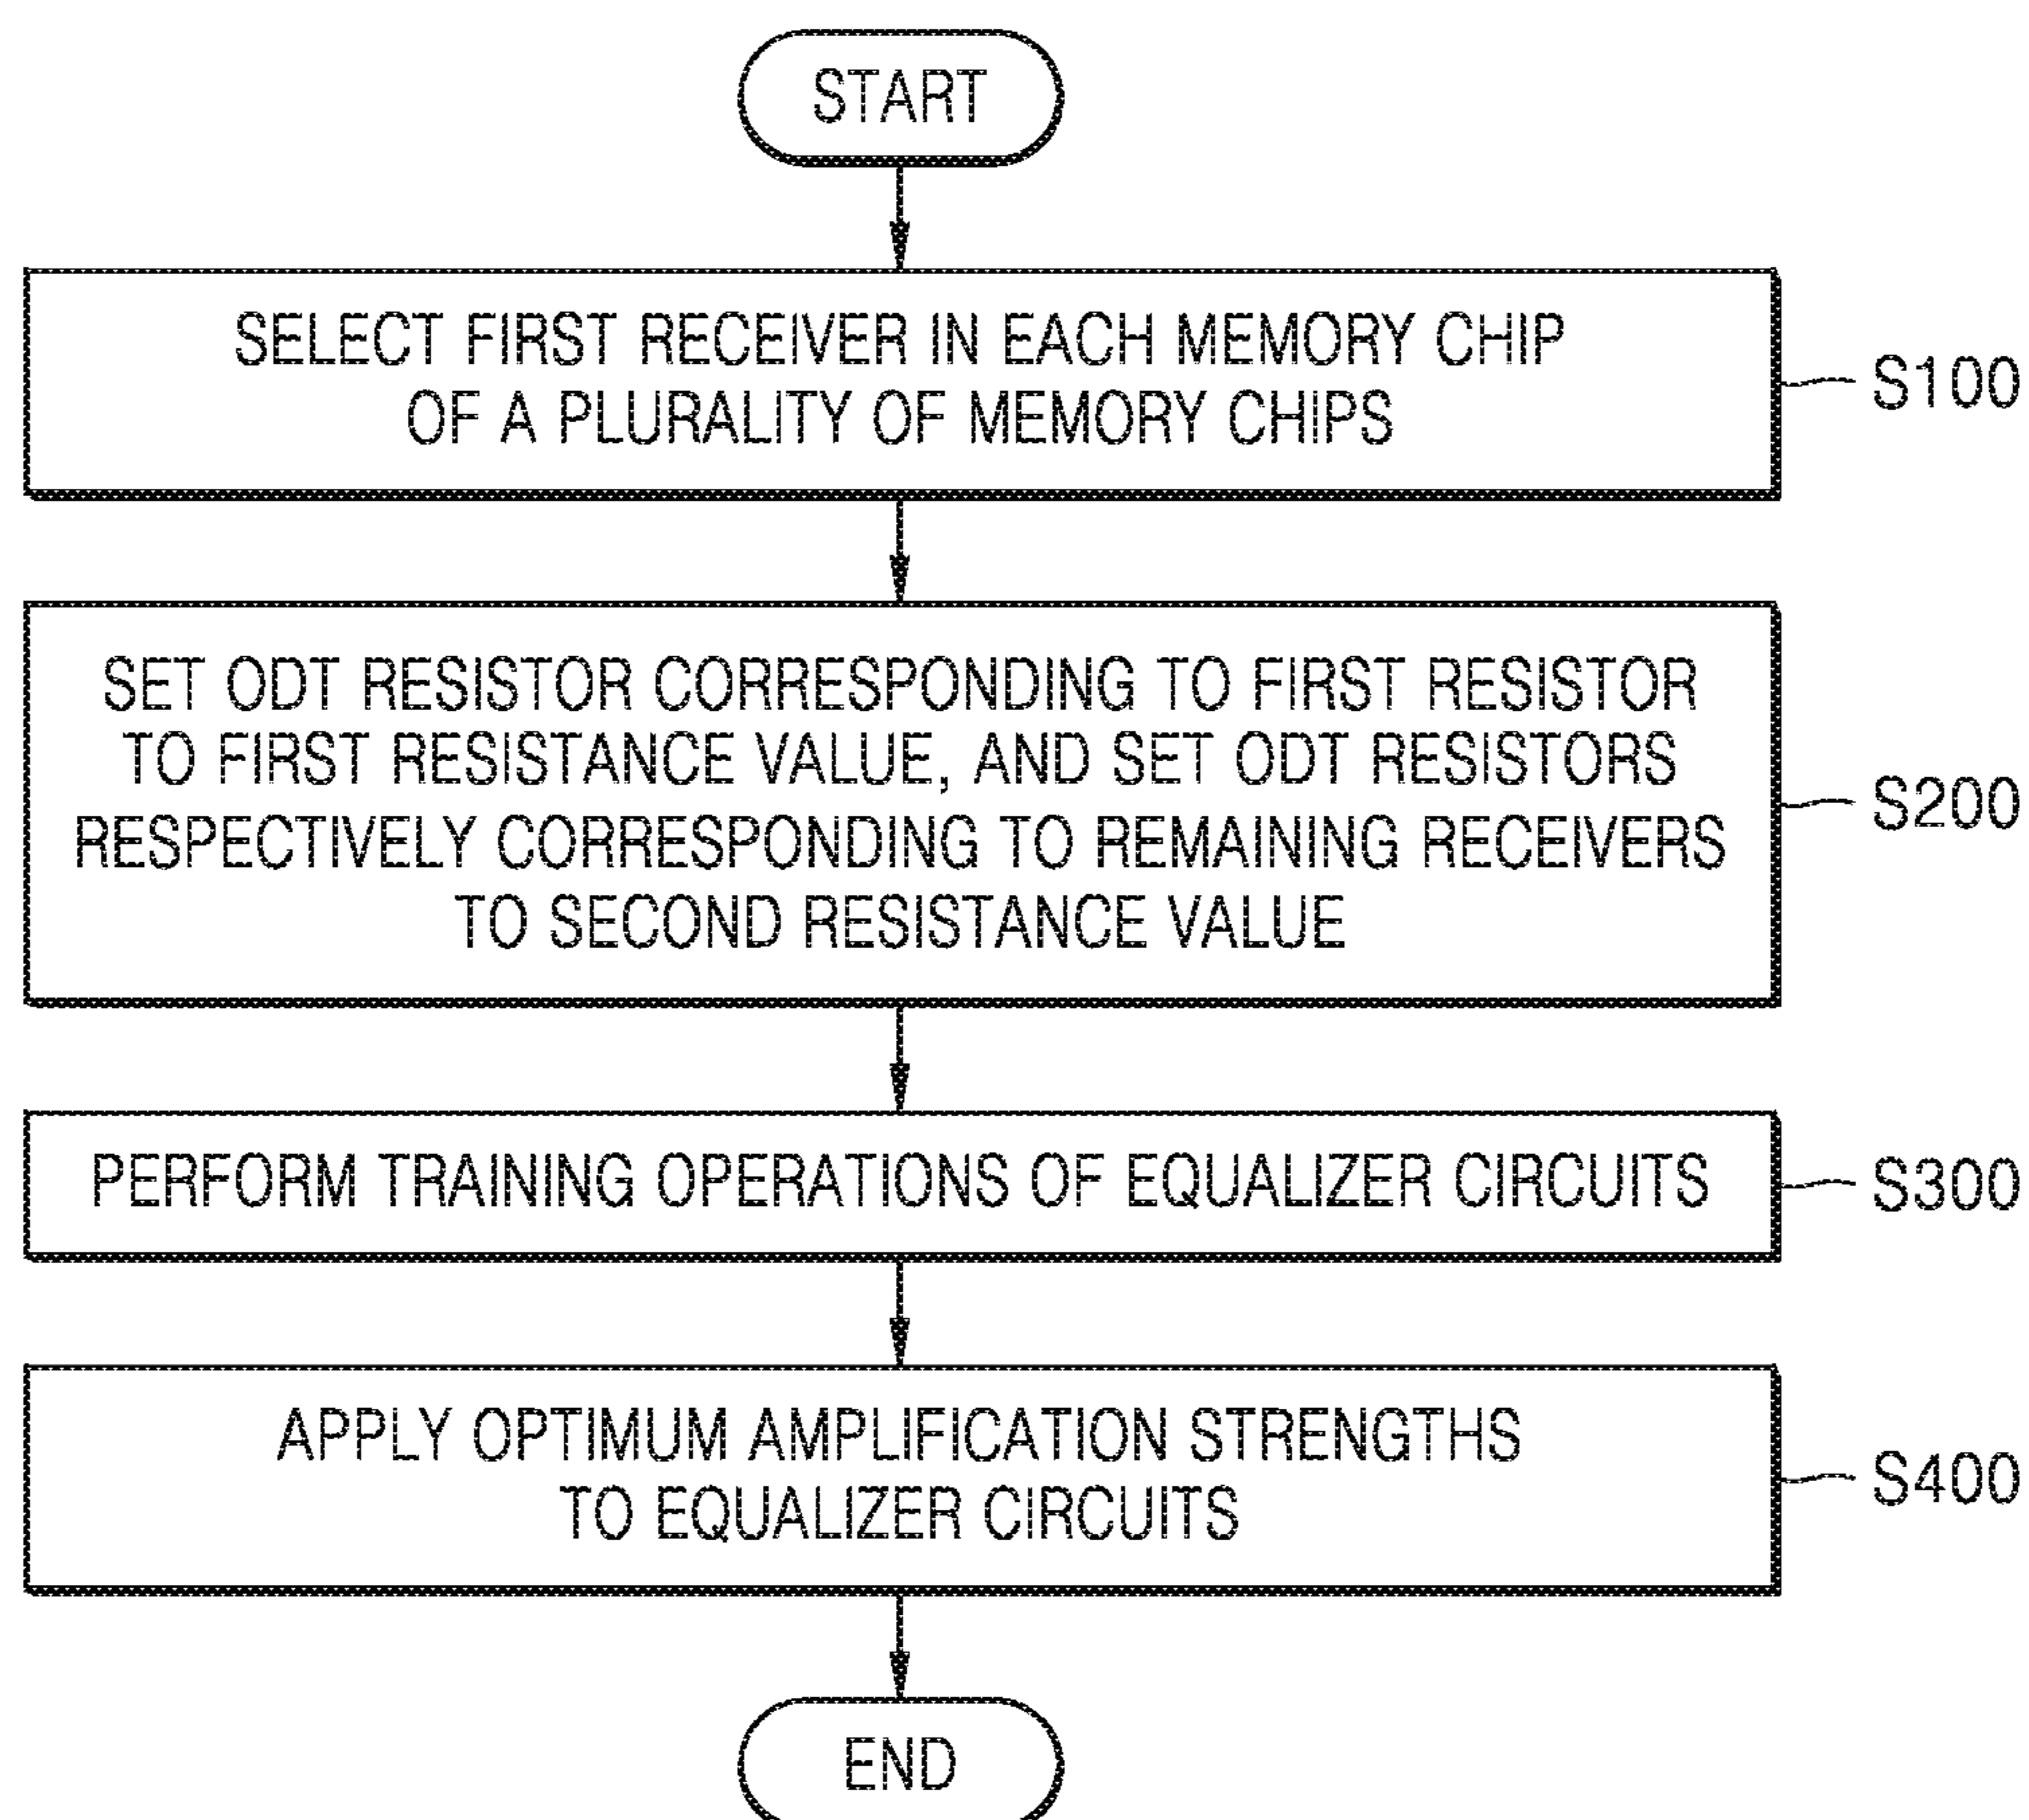 START
SELECT FIRST RECEIVER IN EACH MEMORY CHIP
OF A PLURALITY OF MEMORY CHIPS
S100
SET ODT RESISTOR CORRESPONDING TO FIRST RESISTOR
TO FIRST RESISTANCE VALUE, AND SET ODT RESISTORS
RESPECTIVELY CORRESPONDING TO REMAINING RECEIVERS
TO SECOND RESISTANCE VALUE
S200
PERFORM TRAINING OPERATIONS OF EQUALIZER CIRCUITS
S300
APPLY OPTIMUM AMPLIFICATION STRENGTHS
TO EQUALIZER CIRCUITS
S400
END